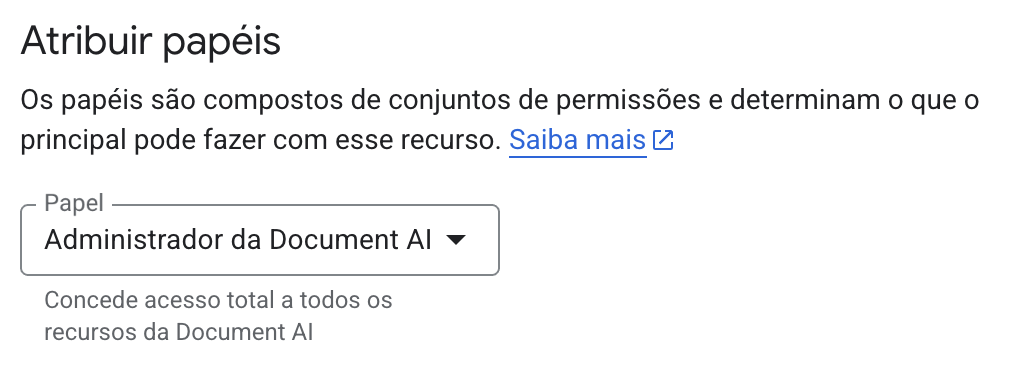 Atribuir papéis
Os papéis são compostos de conjuntos de permissões e determinam o que o
principal pode fazer com esse recurso. Saiba mais
Papel
Administrador da Document AI
Concede acesso total a todos os
recursos da Document AI